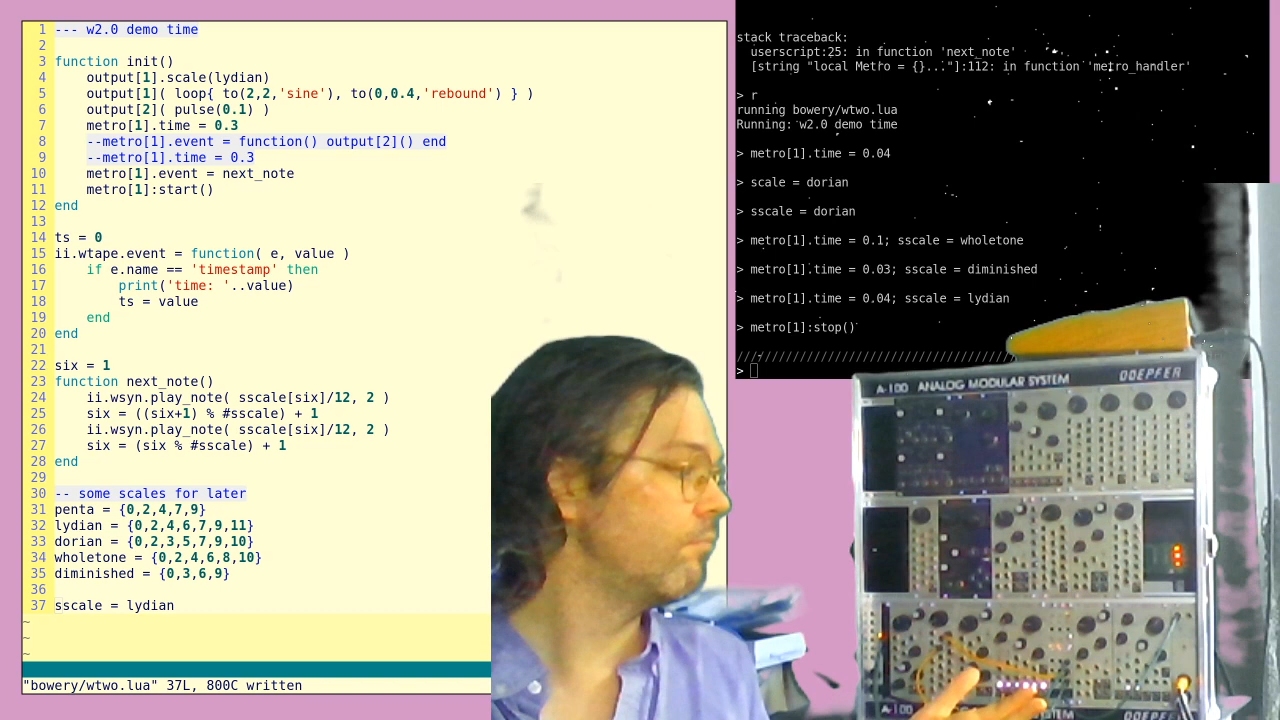 1 --- w2.0 demo time
2
3 function init()
4     output[1].scale(lydian)
5     output[1]( loop{ to(2,2,'sine'), to(0,0.4,'rebound') } )
6     output[2]( pulse(0.1) )
7     metro[1].time = 0.3
8     --metro[1].event = function() output[2]() end
9     --metro[1].time = 0.3
10     metro[1].event = next_note
11     metro[1]:start()
12 end
13
14 ts = 0
15 ii.wtape.event = function( e, value )
16     if e.name == 'timestamp' then
17         print('time: '..value)
18         ts = value
19     end
20 end
21
22 six = 1
23 function next_note()
24     ii.wsyn.play_note( sscale[six]/12, 2 )
25     six = ((six+1) % #sscale) + 1
26     ii.wsyn.play_note( sscale[six]/12, 2 )
27     six = (six % #sscale) + 1
28 end
29
30 -- some scales for later
31 penta = {0,2,4,7,9}
32 lydian = {0,2,4,6,7,9,11}
33 dorian = {0,2,3,5,7,9,10}
34 wholetone = {0,2,4,6,8,10}
35 diminished = {0,3,6,9}
36
37 sscale = lydian
~
~
~
"bowery/wtwo.lua" 37L, 800C written
stack traceback:
  userscript:25: in function 'next_note'
  [string "local Metro = {}..."]:112: in function 'metro_handler'
> r
running bowery/wtwo.lua
Running: w2.0 demo time
> metro[1].time = 0.04
> scale = dorian
> sscale = dorian
> metro[1].time = 0.1; sscale = wholetone
> metro[1].time = 0.03; sscale = diminished
> metro[1].time = 0.04; sscale = lydian
> metro[1]:stop()
///////////////////////////////////////
>
A-100 ANALOG MODULAR SYSTEM DOEPFER
A-100 SYSTEM DOEPFER